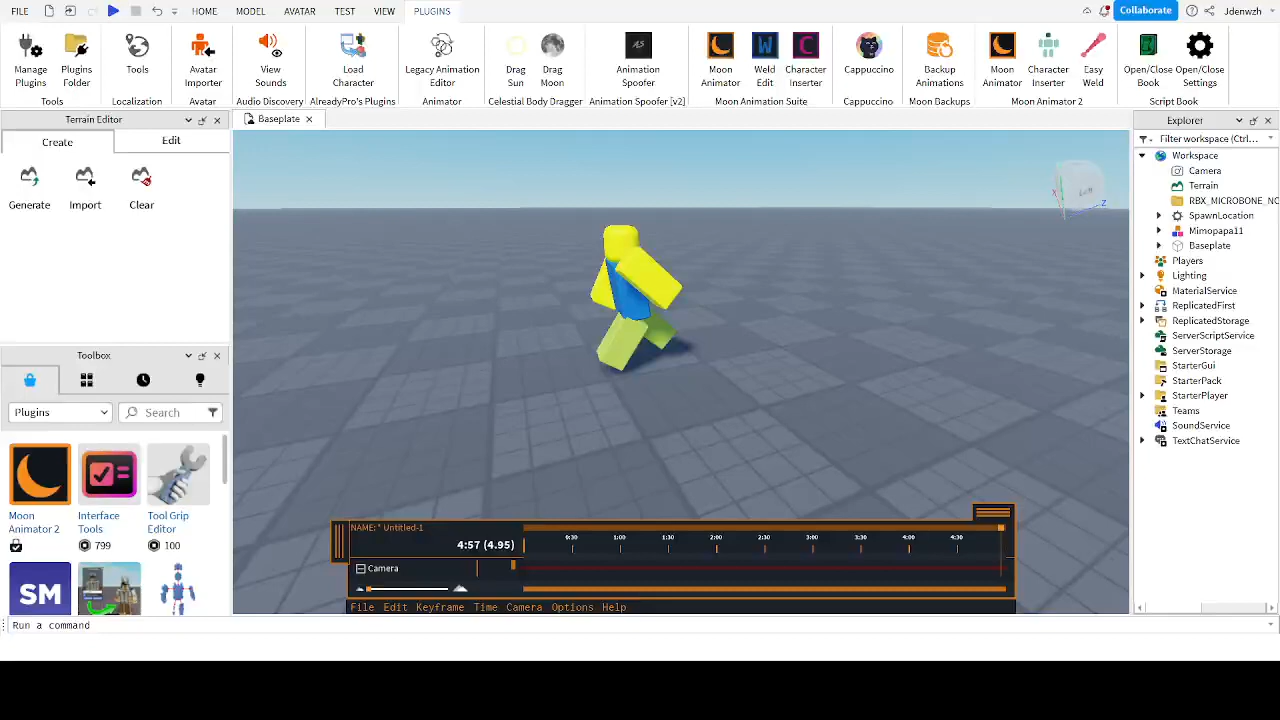 FILE HOME MODEL AVATAR TEST VIEW PLUGINS Collaborate Jdenwzh
Manage Plugins
Plugins Folder
Tools
Avatar Importer
View Sounds
Load Character
Legacy Animation Editor
Drag Sun
Drag Moon
Animation Spoofer
Moon Animator
Weld Edit
Character Inserter
Cappuccino
Backup Animations
Moon Animator
Character Inserter
Easy Weld
Open/Close Book
Open/Close Settings
Tools Localization Avatar Audio Discovery AlreadyPro's Plugins Animator Celestial Body Dragger Animation Spoofer [v2] Moon Animation Suite Cappuccino Moon Backups Moon Animator 2 Script Book
Terrain Editor
Create Edit
Generate Import Clear
Toolbox
Plugins Search
Moon Animator 2
Interface Tools
799
Tool Grip Editor
100
SM
Baseplate
Left
X
Z
NAME:* Untitled-1
4:57 (4.95)
0:30 1:00 1:30 2:00 2:30 3:00 3:30 4:00 4:30
Camera
File Edit Keyframe Time Camera Options Help
Explorer
Filter workspace (Ctrl...
Workspace
Camera
Terrain
RBX_MICROBONE_NC
SpawnLocation
Mimopapa11
Baseplate
Players
Lighting
MaterialService
ReplicatedFirst
ReplicatedStorage
ServerScriptService
ServerStorage
StarterGui
StarterPack
StarterPlayer
Teams
SoundService
TextChatService
Run a command